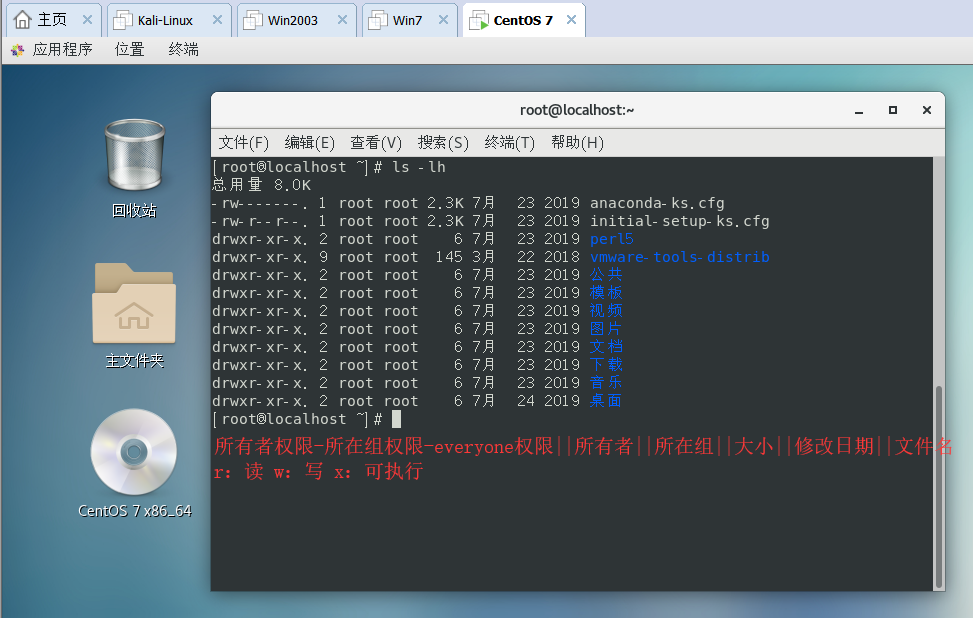 主页 Kali-Linux Win2003 Win7 CentOS 7
应用程序 位置 终端
回收站
主文件夹
CentOS 7 x86_64
root@localhost:~
文件(F) 编辑(E) 查看(V) 搜索(S) 终端(T) 帮助(H)
[root@localhost ~]# ls -lh
总用量 8.0K
-rw-------. 1 root root 2.3K 7月 23 2019 anaconda-ks.cfg
-rw-r--r--. 1 root root 2.3K 7月 23 2019 initial-setup-ks.cfg
drwxr-xr-x. 2 root root 6 7月 23 2019 perl5
drwxr-xr-x. 9 root root 145 3月 22 2018 vmware-tools-distrib
drwxr-xr-x. 2 root root 6 7月 23 2019 公共
drwxr-xr-x. 2 root root 6 7月 23 2019 模板
drwxr-xr-x. 2 root root 6 7月 23 2019 视频
drwxr-xr-x. 2 root root 6 7月 23 2019 图片
drwxr-xr-x. 2 root root 6 7月 23 2019 文档
drwxr-xr-x. 2 root root 6 7月 23 2019 下载
drwxr-xr-x. 2 root root 6 7月 23 2019 音乐
drwxr-xr-x. 2 root root 6 7月 24 2019 桌面
[root@localhost ~]#
所有者权限-所在组权限-everyone权限||所有者||所在组||大小||修改日期||文件名
r: 读 w: 写 x: 可执行